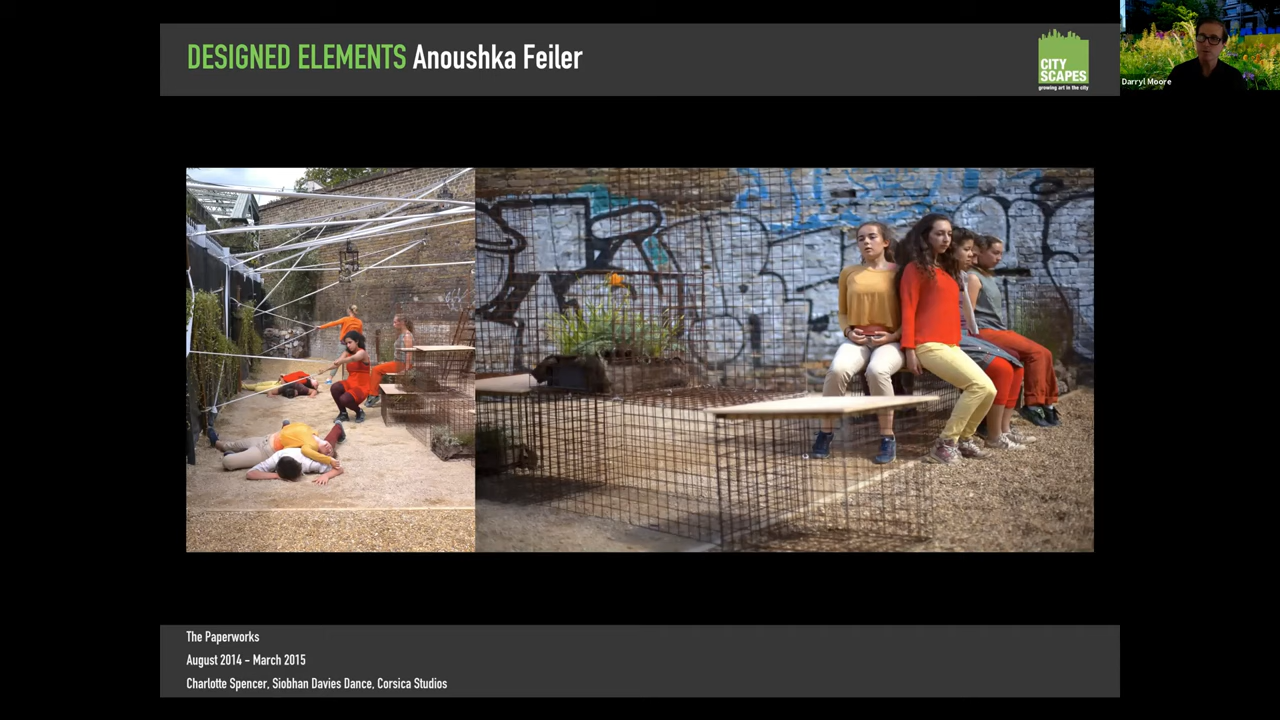 DESIGNED ELEMENTS Anoushka Feiler
CITY
SCAPES
growing art in the city
Darryl Moore
The Paperworks
August 2014 - March 2015
Charlotte Spencer, Siobhan Davies Dance, Corsica Studios